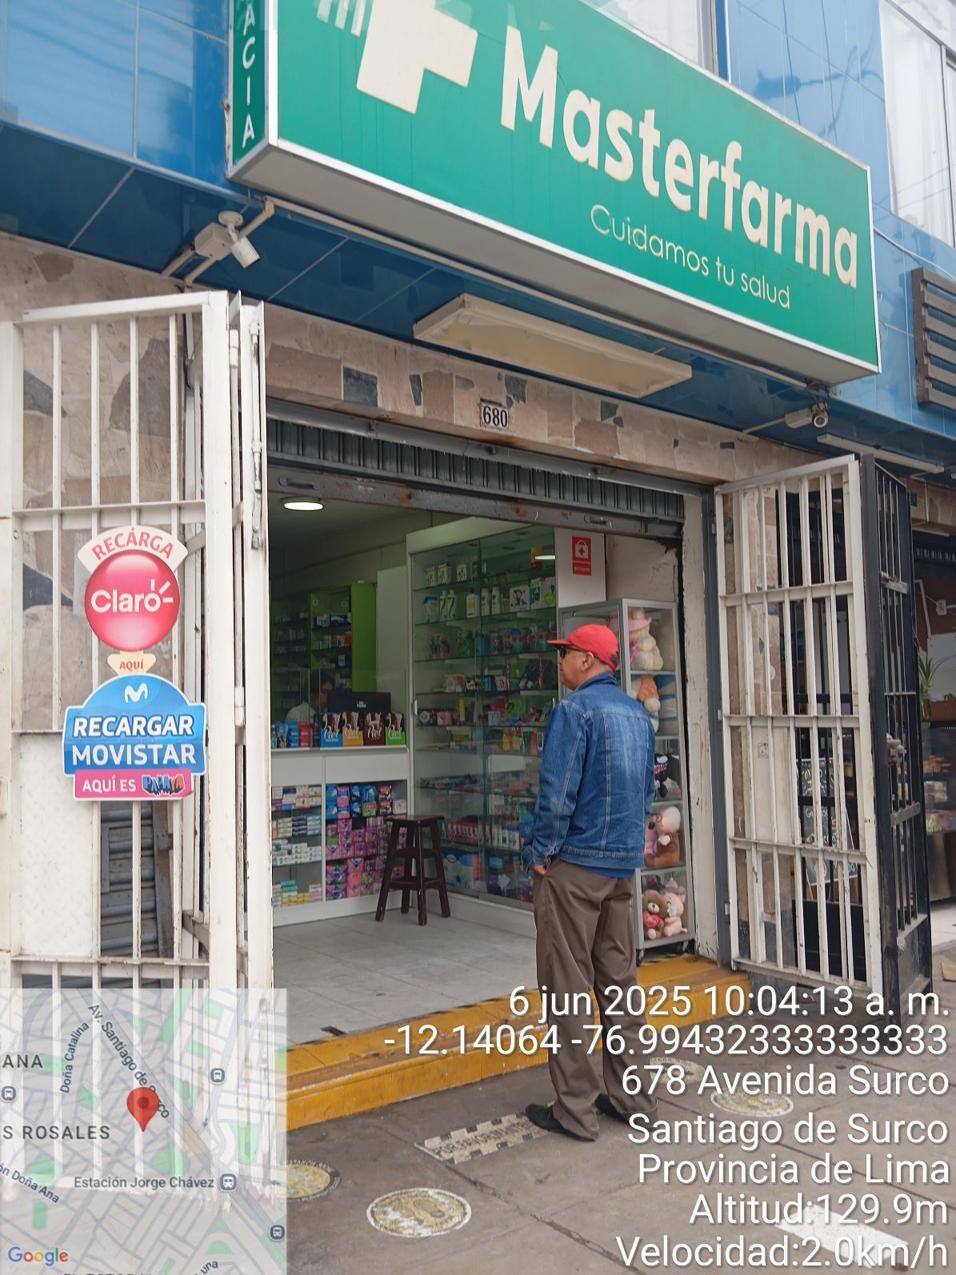 ACIA
Masterfarma
Cuidamos tu salud
680
RECARGA
Claro
AQUÍ
RECARGAR
MOVISTAR
AQUÍ ES
6 jun 2025 10:04:13 a. m.
-12.14064 -76.99432333333333
678 Avenida Surco
Santiago de Surco
Provincia de Lima
Altitud:129.9m
Velocidad:2.0km/h
Av. Santiago de Surco
Doña Catalina
ANA
S ROSALES
Estación Jorge Chávez
ón Doña Ana
Google